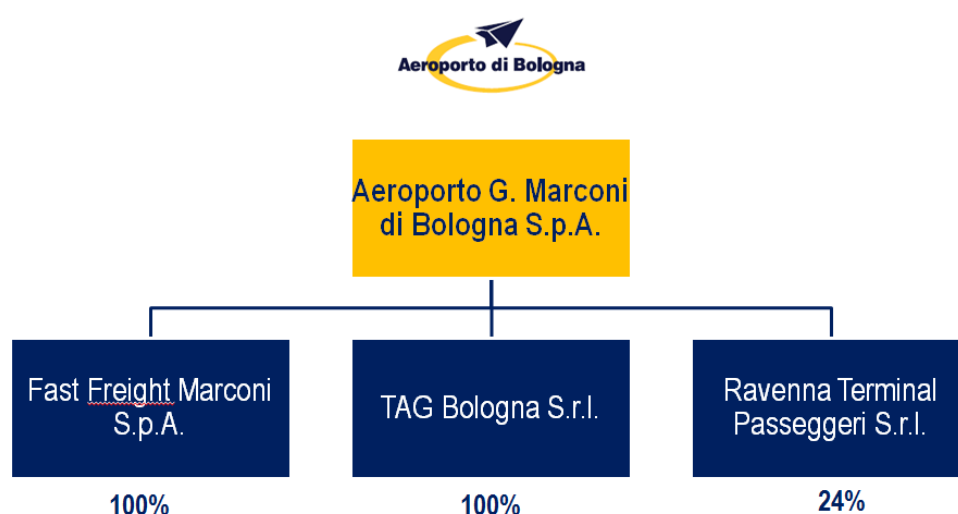 Aeroporto di Bologna
Aeroporto G. Marconi
di Bologna S.p.A.
Fast Freight Marconi
S.p.A.
TAG Bologna S.r.l.
Ravenna Terminal
Passeggeri S.r.l.
100%
100%
24%